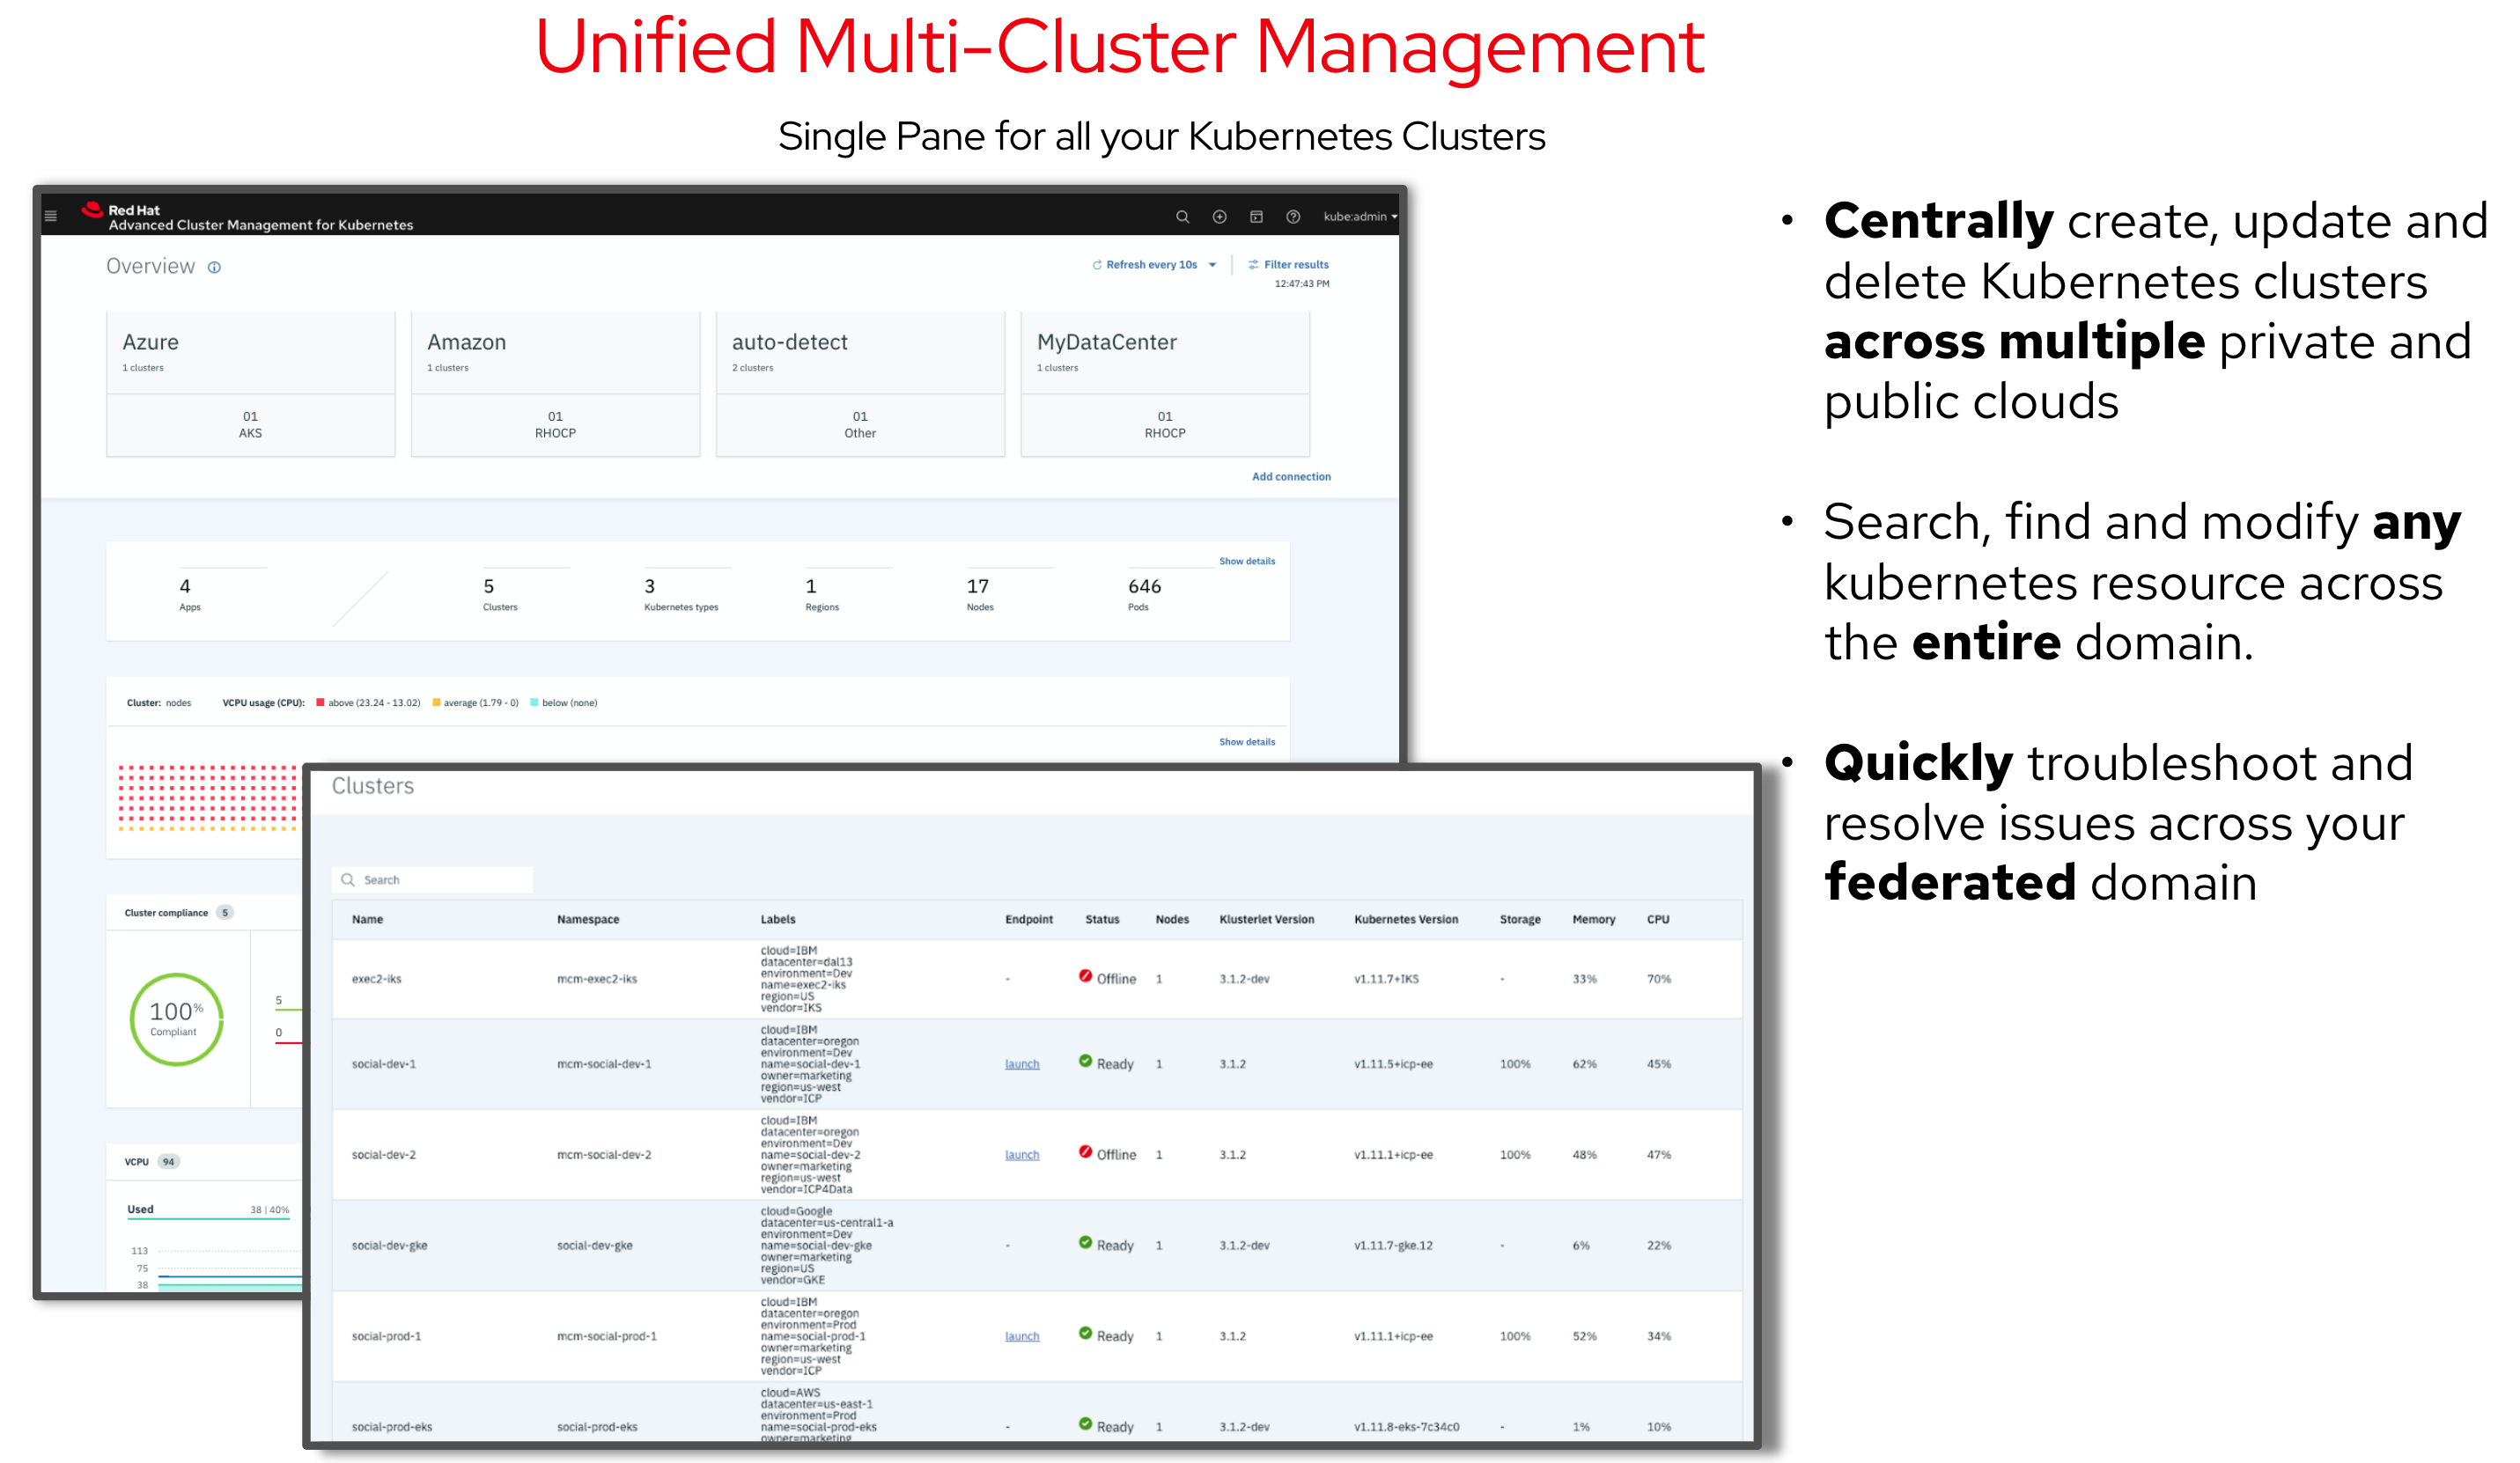 Unified Multi-Cluster Management
Single Pane for all your Kubernetes Clusters
Red Hat
Advanced Cluster Management for Kubernetes
kube:admin
Overview
Refresh every 10s
Filter results
12:47:43 PM
Azure
1 clusters
01
AKS
Amazon
1 clusters
01
RHOCP
auto-detect
2 clusters
01
Other
MyDataCenter
1 clusters
01
RHOCP
Add connection
Show details
4
Apps
5
Clusters
3
Kubernetes types
1
Regions
17
Nodes
646
Pods
Cluster: nodes VCPU usage (CPU): above (23.24 - 13.02) average (1.79 - 0) below (none)
Show details
Cluster compliance 5
100%
Compliant
5
0
VCPU 94
Used 38 | 40%
113
75
38
Clusters
Search
Name Namespace Labels Endpoint Status Nodes Klusterlet Version Kubernetes Version Storage Memory CPU
cloud=IBM
datacenter=dal13
environment=Dev
name=exec2-iks
region=US
vendor=IKS
exec2-iks mcm-exec2-iks - Offline 1 3.1.2-dev v1.11.7+IKS - 33% 70%
cloud=IBM
datacenter=oregon
environment=Dev
name=social-dev-1
owner=marketing
region=us-west
vendor=ICP
social-dev-1 mcm-social-dev-1 launch Ready 1 3.1.2 v1.11.5+icp-ee 100% 62% 45%
cloud=IBM
datacenter=oregon
environment=Dev
name=social-dev-2
owner=marketing
region=us-west
vendor=ICP4Data
social-dev-2 mcm-social-dev-2 launch Offline 1 3.1.2 v1.11.1+icp-ee 100% 48% 47%
cloud=Google
datacenter=us-central1-a
environment=Dev
name=social-dev-gke
owner=marketing
region=US
vendor=GKE
social-dev-gke social-dev-gke - Ready 1 3.1.2-dev v1.11.7-gke.12 - 6% 22%
cloud=IBM
datacenter=oregon
environment=Prod
name=social-prod-1
owner=marketing
region=us-west
vendor=ICP
social-prod-1 mcm-social-prod-1 launch Ready 1 3.1.2 v1.11.1+icp-ee 100% 52% 34%
cloud=AWS
datacenter=us-east-1
environment=Prod
name=social-prod-eks
owner=marketing
social-prod-eks social-prod-eks - Ready 1 3.1.2-dev v1.11.8-eks-7c34c0 - 1% 10%
• Centrally create, update and
delete Kubernetes clusters
across multiple private and
public clouds
• Search, find and modify any
kubernetes resource across
the entire domain.
• Quickly troubleshoot and
resolve issues across your
federated domain